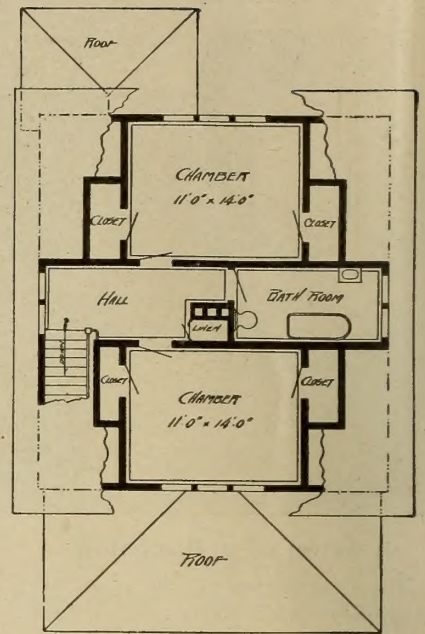 ROOF
CHAMBER
11'0" x 14'0"
CLOSET
CLOSET
HALL
BATH ROOM
LINEN
DOWN
CLOSET
CLOSET
CHAMBER
11'0" x 14'0"
ROOF